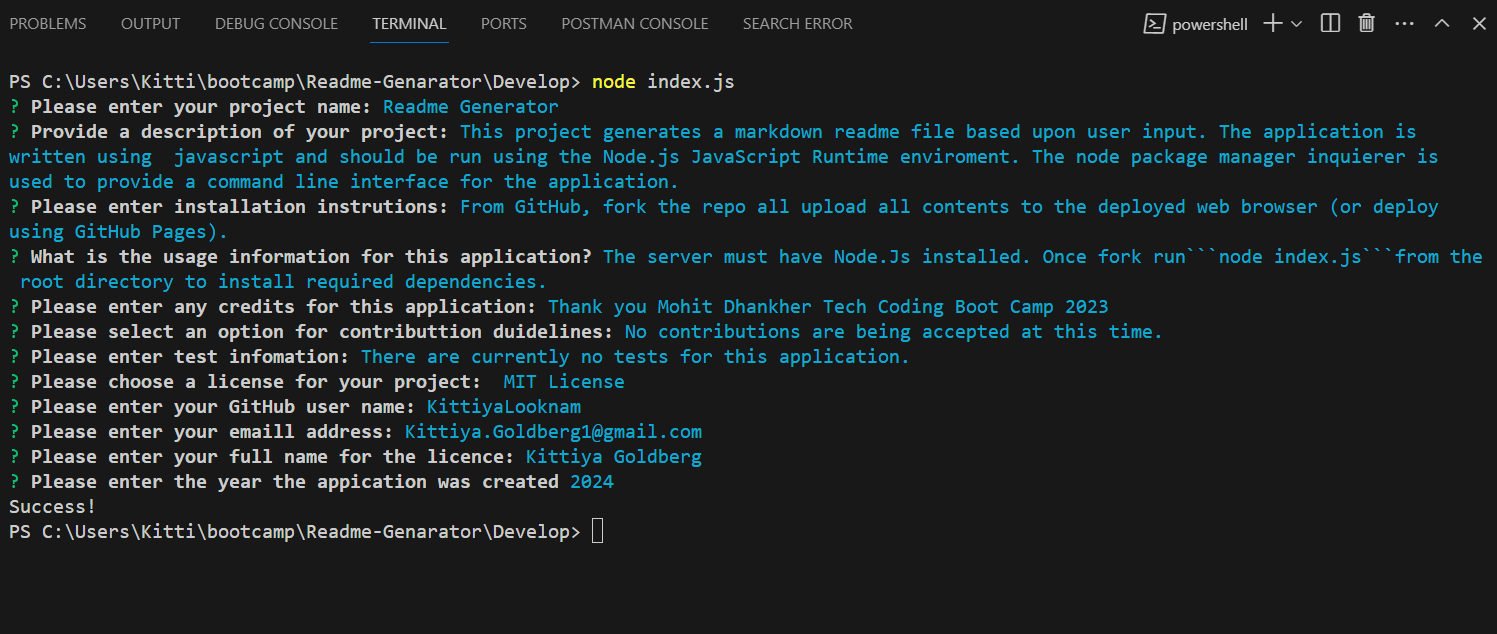 PROBLEMS OUTPUT DEBUG CONSOLE TERMINAL PORTS POSTMAN CONSOLE SEARCH ERROR powershell
PS C:\Users\Kitti\bootcamp\Readme-Genarator\Develop> node index.js
? Please enter your project name: Readme Generator
? Provide a description of your project: This project generates a markdown readme file based upon user input. The application is
written using  javascript and should be run using the Node.js JavaScript Runtime enviroment. The node package manager inquierer is
used to provide a command line interface for the application.
? Please enter installation instrutions: From GitHub, fork the repo all upload all contents to the deployed web browser (or deploy
using GitHub Pages).
? What is the usage information for this application? The server must have Node.Js installed. Once fork run```node index.js```from the
 root directory to install required dependencies.
? Please enter any credits for this application: Thank you Mohit Dhankher Tech Coding Boot Camp 2023
? Please select an option for contributtion duidelines: No contributions are being accepted at this time.
? Please enter test infomation: There are currently no tests for this application.
? Please choose a license for your project:  MIT License
? Please enter your GitHub user name: KittiyaLooknam
? Please enter your emaill address: Kittiya.Goldberg1@gmail.com
? Please enter your full name for the licence: Kittiya Goldberg
? Please enter the year the appication was created 2024
Success!
PS C:\Users\Kitti\bootcamp\Readme-Genarator\Develop>